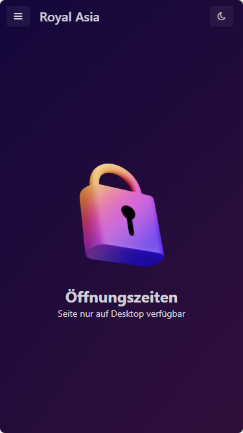 Royal Asia
Öffnungszeiten
Seite nur auf Desktop verfügbar